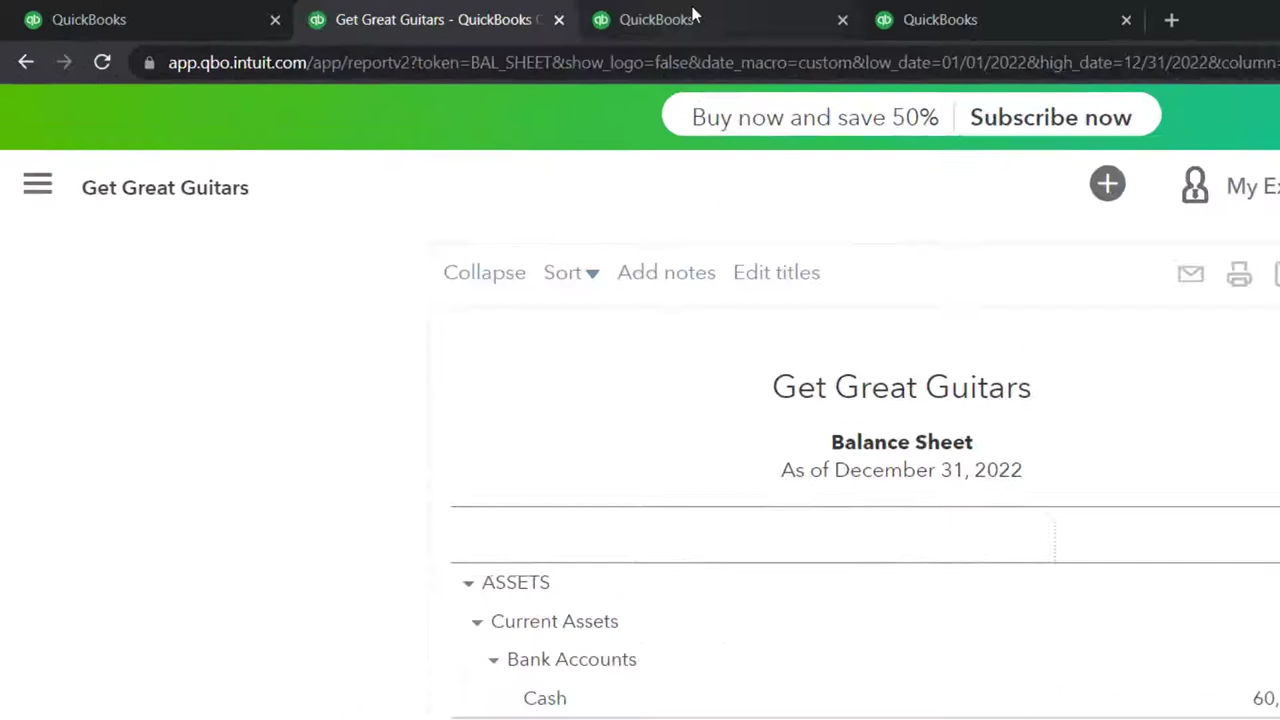 QuickBooks
Get Great Guitars - QuickBooks
QuickBooks
QuickBooks
app.qbo.intuit.com/app/reportv2?token=BAL_SHEET&show_logo=false&date_macro=custom&low_date=01/01/2022&high_date=12/31/2022&column=
Buy now and save 50% Subscribe now
Get Great Guitars
My
Collapse Sort Add notes Edit titles
Get Great Guitars
Balance Sheet
As of December 31, 2022
ASSETS
Current Assets
Bank Accounts
Cash 60,